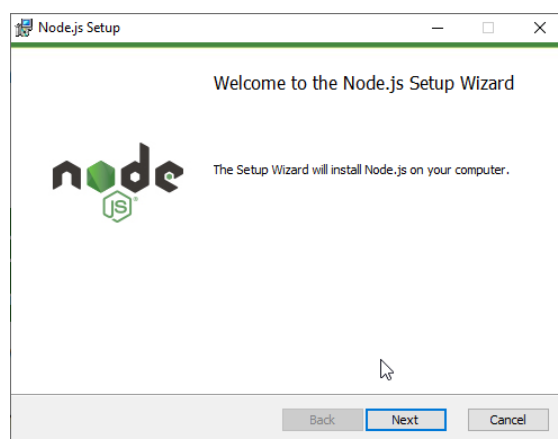 Node.js Setup
Welcome to the Node.js Setup Wizard
node
JS
The Setup Wizard will install Node.js on your computer.
Back
Next
Cancel